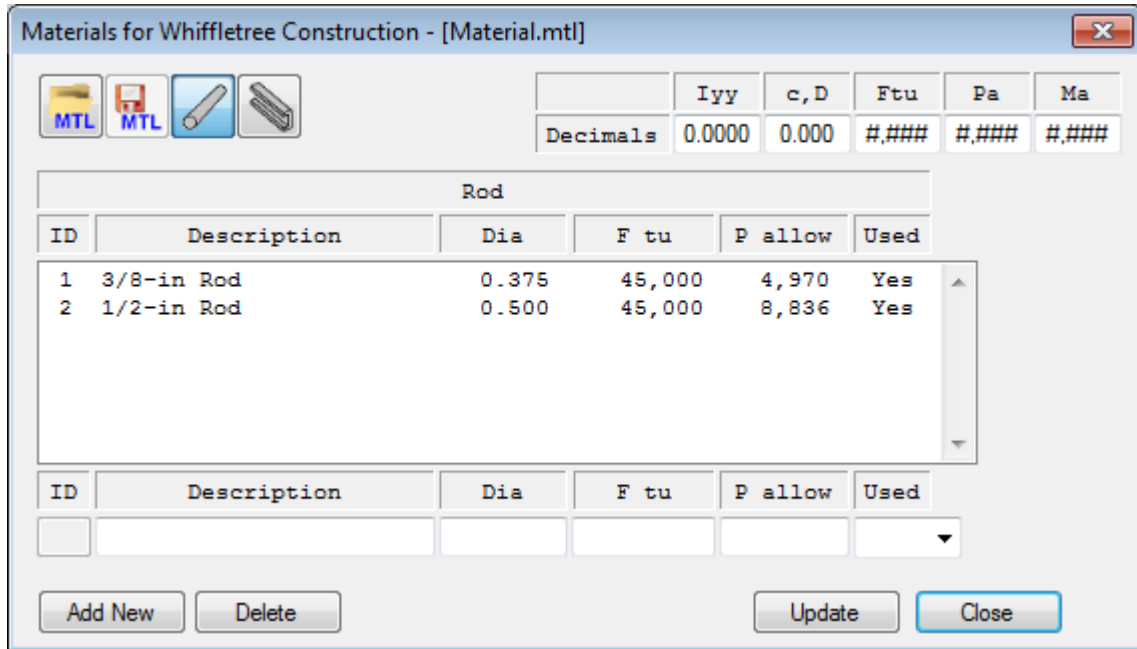 Materials for Whiffletree Construction - [Material.mtl]
MTL MTL
Iyy c,D Ftu Pa Ma
Decimals 0.0000 0.000 #,### #,### #,###
Rod
ID Description Dia F tu P allow Used
1 3/8-in Rod 0.375 45,000 4,970 Yes
2 1/2-in Rod 0.500 45,000 8,836 Yes
ID Description Dia F tu P allow Used
Add New Delete Update Close